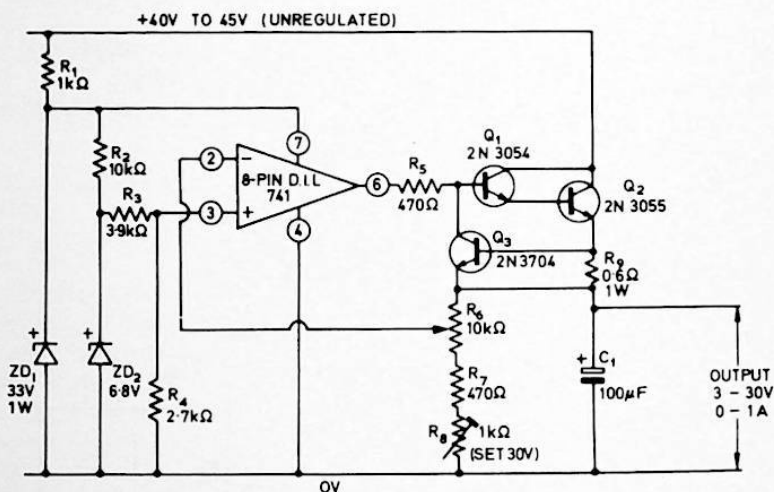 +40V TO 45V (UNREGULATED)
R1
1kΩ
R2
10kΩ
R3
3·9kΩ
2
−
7
8-PIN D.I.L
741
3
+
4
6
R5
470Ω
Q1
2N 3054
Q2
2N 3055
Q3
2N3704
R9
0·6Ω
1W
R6
10kΩ
+
ZD1
33V
1W
+
ZD2
6·8V
R4
2·7kΩ
R7
470Ω
R8
1kΩ
(SET 30V)
+
C1
100μF
OUTPUT
3 – 30V
0 – 1A
0V